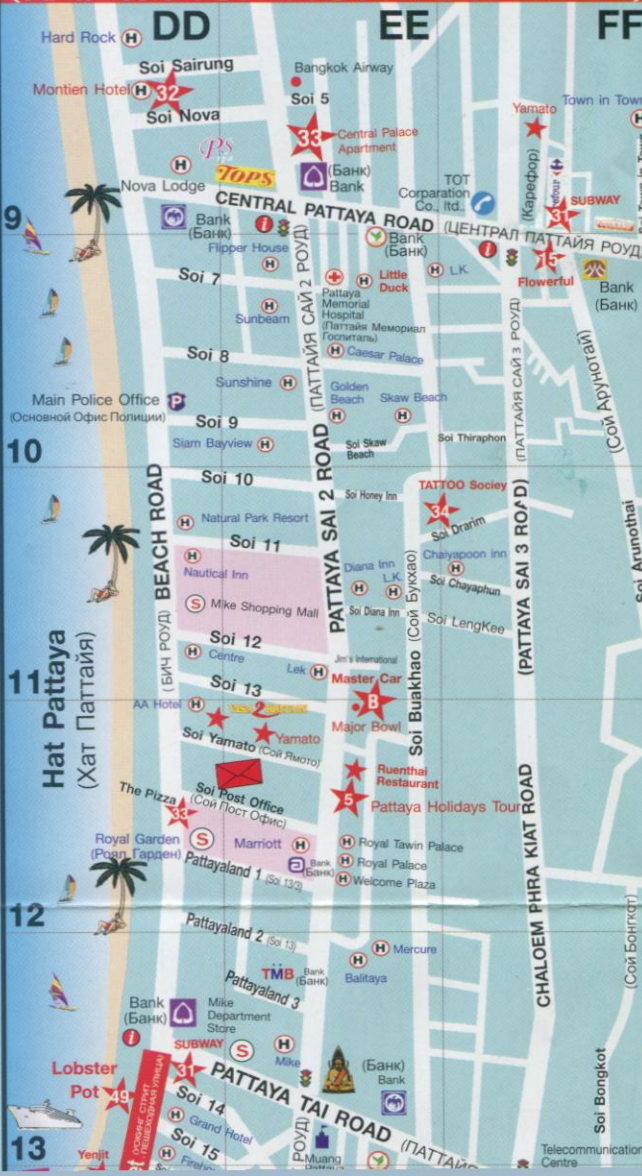 DD
EE
FF
Hard Rock H
Soi Sairung
Bangkok Airway
Montien Hotel H 32
Soi 5
Soi Nova
Yamato
Town in Town
33 Central Palace
Apartment
TOPS
(Банк)
Bank
(Карефор)
H
Nova Lodge
TOT
Corporation
Co., ltd.
SUBWAY
31
CENTRAL PATTAYA ROAD
(ЦЕНТРАЛ ПАТТАЙЯ РОУД)
9
Bank
(Банк)
Bank
(Банк)
Flipper House
H
H L.K.
15
Flowerful
Soi 7
Little
Duck
Bank
(Банк)
Pattaya
Memorial
Hospital
(Паттайя Мемориал
Госпиталь)
Sunbeam
(ПАТТАЙЯ САЙ 2 РОУД)
(ПАТТАЙЯ САЙ 3 РОУД)
(Сой Арунотай)
Soi 8
H Caesar Palace
Sunshine H
Golden
Beach
Skaw Beach
Main Police Office
(Основной Офис Полиции)
Soi 9
10
Siam Bayview H
Soi Skaw
Beach
Soi Thiraphon
Soi 10
Soi Honey Inn
TATTOO Sociey
34
Soi Drarim
Natural Park Resort
H
Soi 11
BEACH ROAD
(БИЧ РОУД)
PATTAYA SAI 2 ROAD
(PATTAYA SAI 3 ROAD)
Soi Arunothai
H
Nautical Inn
Diana Inn
L.K.
Chaiyapoon inn
H
Soi Chayaphun
S Mike Shopping Mall
Soi Diana Inn
Soi LengKee
Soi Buakhao (Сой Букхао)
Soi 12
H Centre
Lek H
Jim's International
Master Car
11
Soi 13
Hat Pattaya
(Хат Паттайя)
AA Hotel H
B
Major Bowl
Yamato
Soi Yamato (Сой Ямото)
Ruenthai
Restaurant
Soi Post Office
(Сой Пост Офис)
5 Pattaya Holidays Tour
The Pizza
33
Royal Garden
(Роял Гарден)
S
Marriott H
H Royal Tawin Palace
Bank
(Банк)
H Royal Palace
H Welcome Plaza
Pattayaland 1 (Soi 13/3)
CHALOEM PHRA KIAT ROAD
12
Pattayaland 2 (Soi 13)
H Mercure
H
Balitaya
TMB Bank
(Банк)
Pattayaland 3
(Сой Бонгкот)
Bank
(Банк)
Mike
Department
Store
SUBWAY
31
S
H
Mike
(Банк)
Bank
Lobster
Pot 49
ПЕШЕХОДНАЯ УЛИЦА)
PATTAYA TAI ROAD
Soi 14
H
Grand Hotel
Soi Bongkot
13
Yenjit
Soi 15
РОУД)
Muang
(ПАТТАЙЯ
Telecommunication
Centre